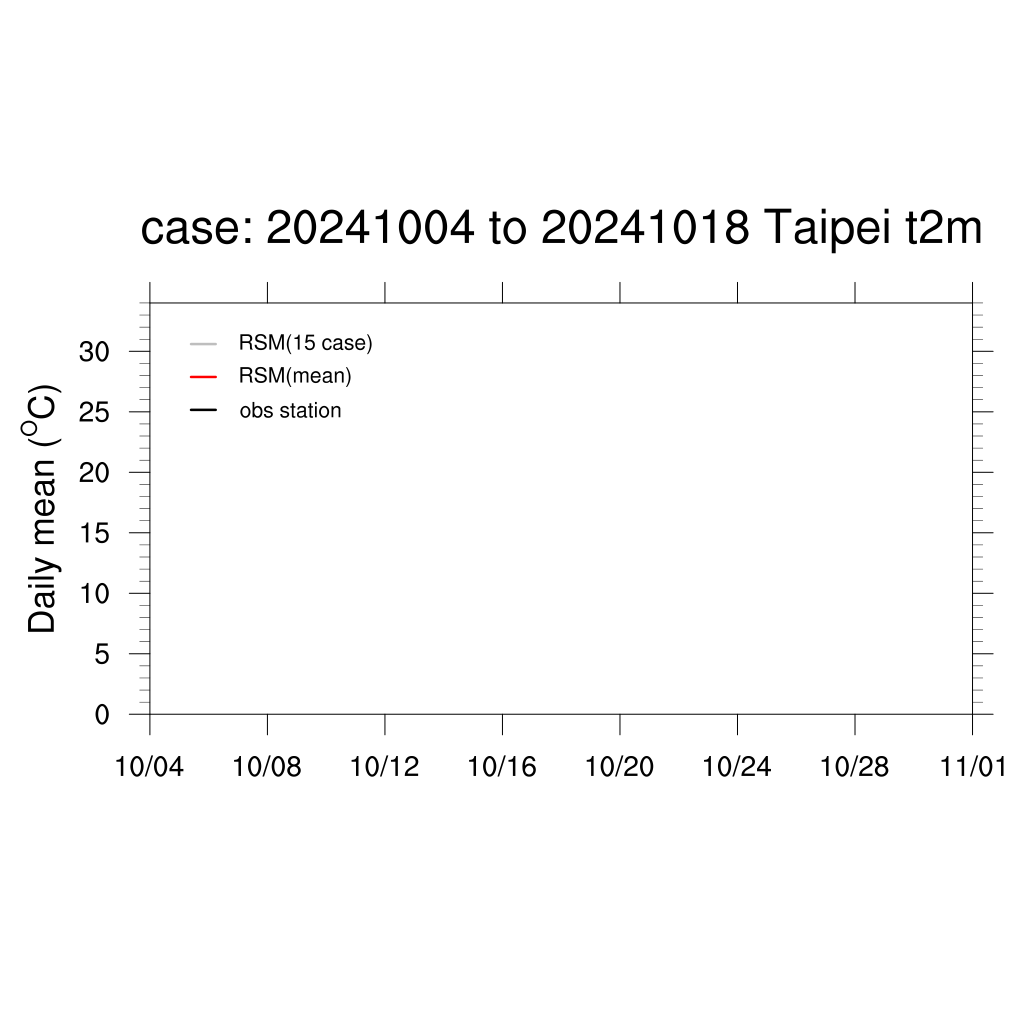 case: 20241004 to 20241018 Taipei t2m
RSM(15 case)
RSM(mean)
obs station
Daily mean (°C)
30
25
20
15
10
5
0
10/04 10/08 10/12 10/16 10/20 10/24 10/28 11/01